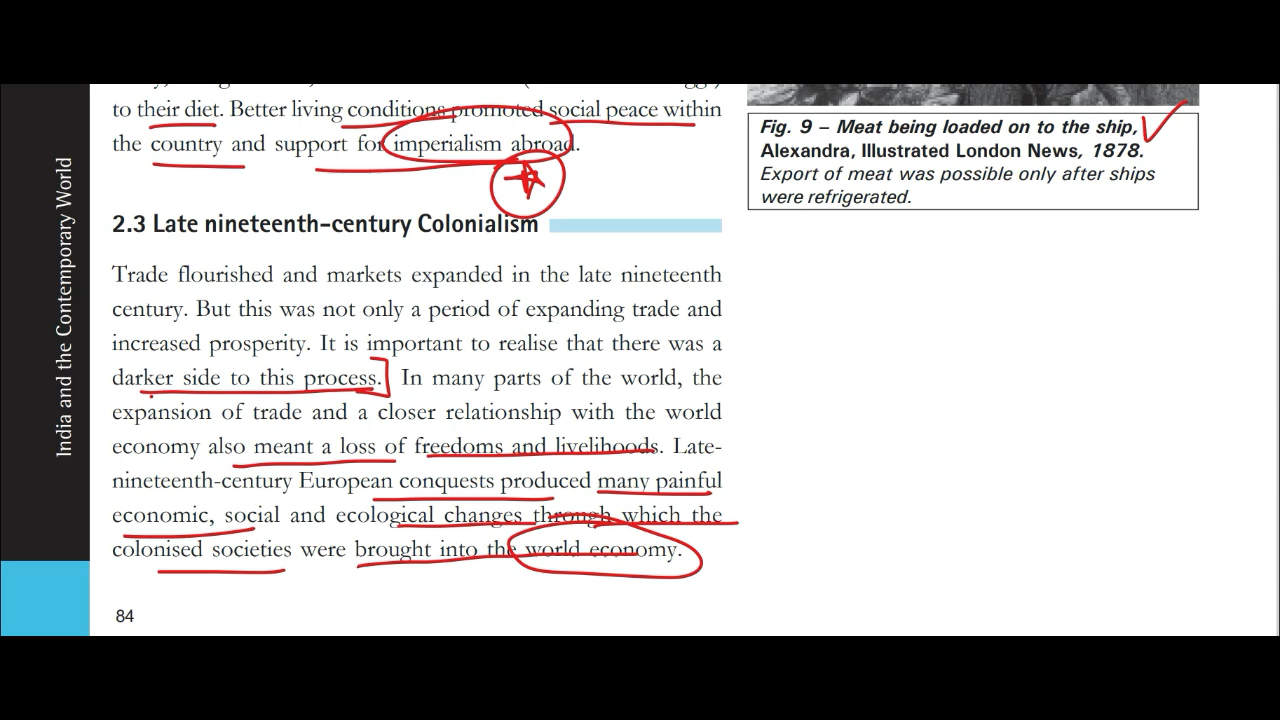 to their diet. Better living conditions promoted social peace within
the country and support for imperialism abroad.
2.3 Late nineteenth-century Colonialism
Trade flourished and markets expanded in the late nineteenth
century. But this was not only a period of expanding trade and
increased prosperity. It is important to realise that there was a
darker side to this process. In many parts of the world, the
expansion of trade and a closer relationship with the world
economy also meant a loss of freedoms and livelihoods. Late-
nineteenth-century European conquests produced many painful
economic, social and ecological changes through which the
colonised societies were brought into the world economy.
84
Fig. 9 – Meat being loaded on to the ship,
Alexandra, Illustrated London News, 1878.
Export of meat was possible only after ships
were refrigerated.
India and the Contemporary World